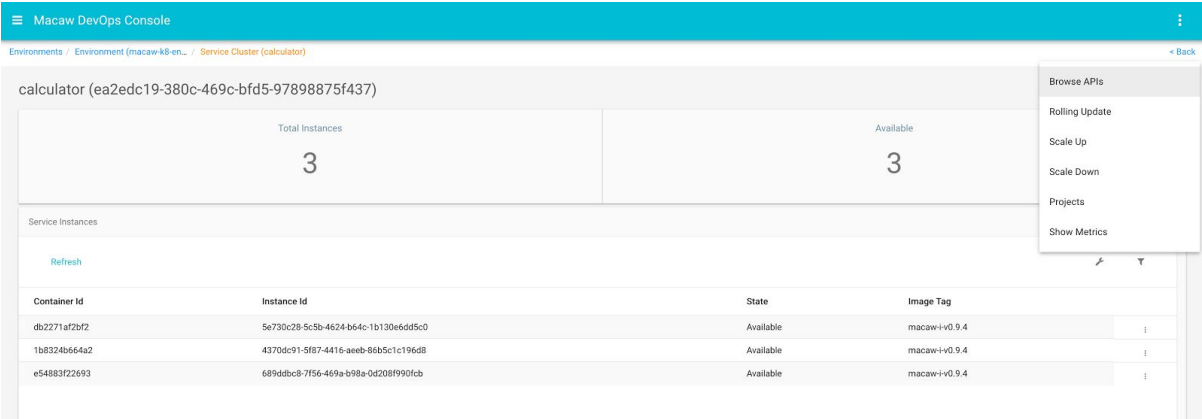 Macaw DevOps Console
Environments / Environment (macaw-k8-en... / Service Cluster (calculator)
< Back
calculator (ea2edc19-380c-469c-bfd5-97898875f437)
Browse APIs
Rolling Update
Scale Up
Scale Down
Projects
Show Metrics
Total Instances
3
Available
3
Service Instances
Refresh
Container Id Instance Id State Image Tag
db2271af2bf2 5e730c28-5c5b-4624-b64c-1b130e6dd5c0 Available macaw-i-v0.9.4
1b8324b664a2 4370dc91-5f87-4416-aeeb-86b5c1c196d8 Available macaw-i-v0.9.4
e54883f22693 689ddbc8-7f56-469a-b98a-0d208f990fcb Available macaw-i-v0.9.4